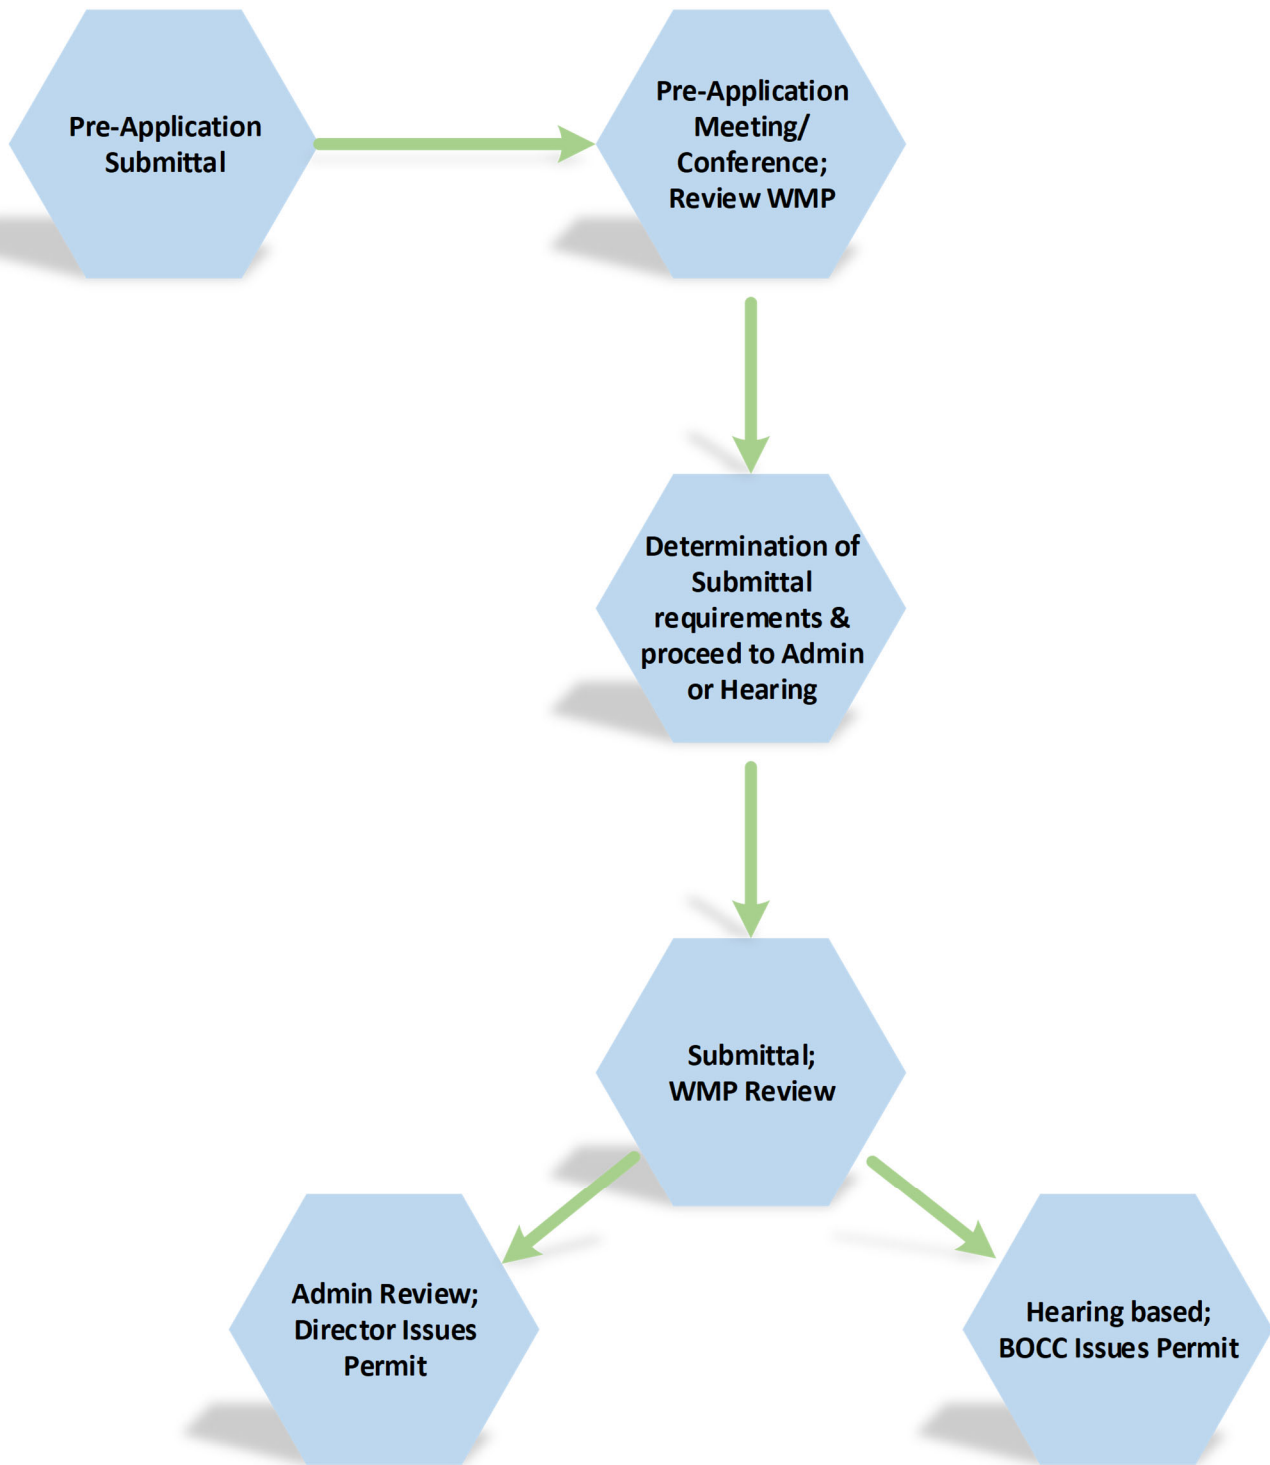 Pre-Application
Submittal
Pre-Application
Meeting/
Conference;
Review WMP
Determination of
Submittal
requirements &
proceed to Admin
or Hearing
Submittal;
WMP Review
Admin Review;
Director Issues
Permit
Hearing based;
BOCC Issues Permit